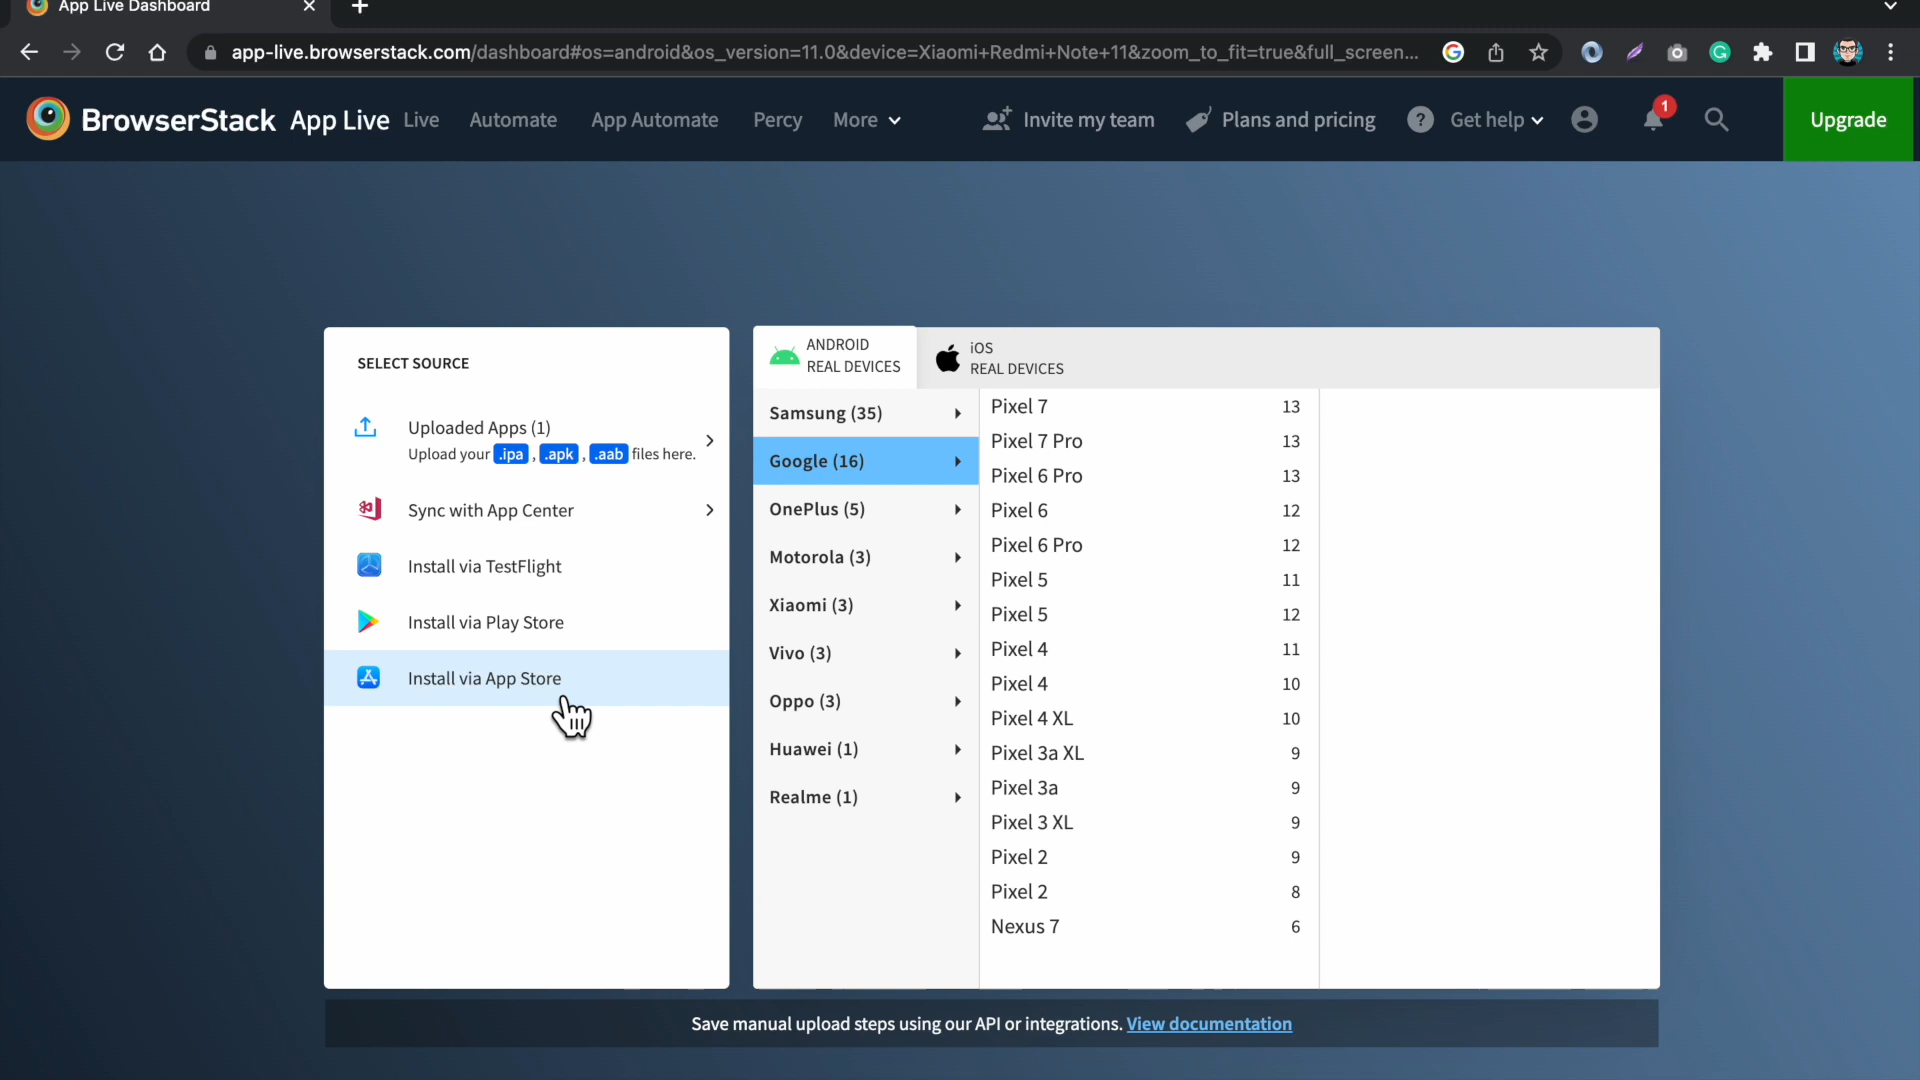 App Live Dashboard
app-live.browserstack.com/dashboard#os=android&os_version=11.0&device=Xiaomi+Redmi+Note+11&zoom_to_fit=true&full_screen...
BrowserStack App Live Live Automate App Automate Percy More Invite my team Plans and pricing ? Get help 1 Upgrade
SELECT SOURCE
Uploaded Apps (1)
Upload your .ipa , .apk , .aab files here.
Sync with App Center
Install via TestFlight
Install via Play Store
Install via App Store
ANDROID
REAL DEVICES
iOS
REAL DEVICES
Samsung (35)
Google (16)
OnePlus (5)
Motorola (3)
Xiaomi (3)
Vivo (3)
Oppo (3)
Huawei (1)
Realme (1)
Pixel 7 13
Pixel 7 Pro 13
Pixel 6 Pro 13
Pixel 6 12
Pixel 6 Pro 12
Pixel 5 11
Pixel 5 12
Pixel 4 11
Pixel 4 10
Pixel 4 XL 10
Pixel 3a XL 9
Pixel 3a 9
Pixel 3 XL 9
Pixel 2 9
Pixel 2 8
Nexus 7 6
Save manual upload steps using our API or integrations. View documentation